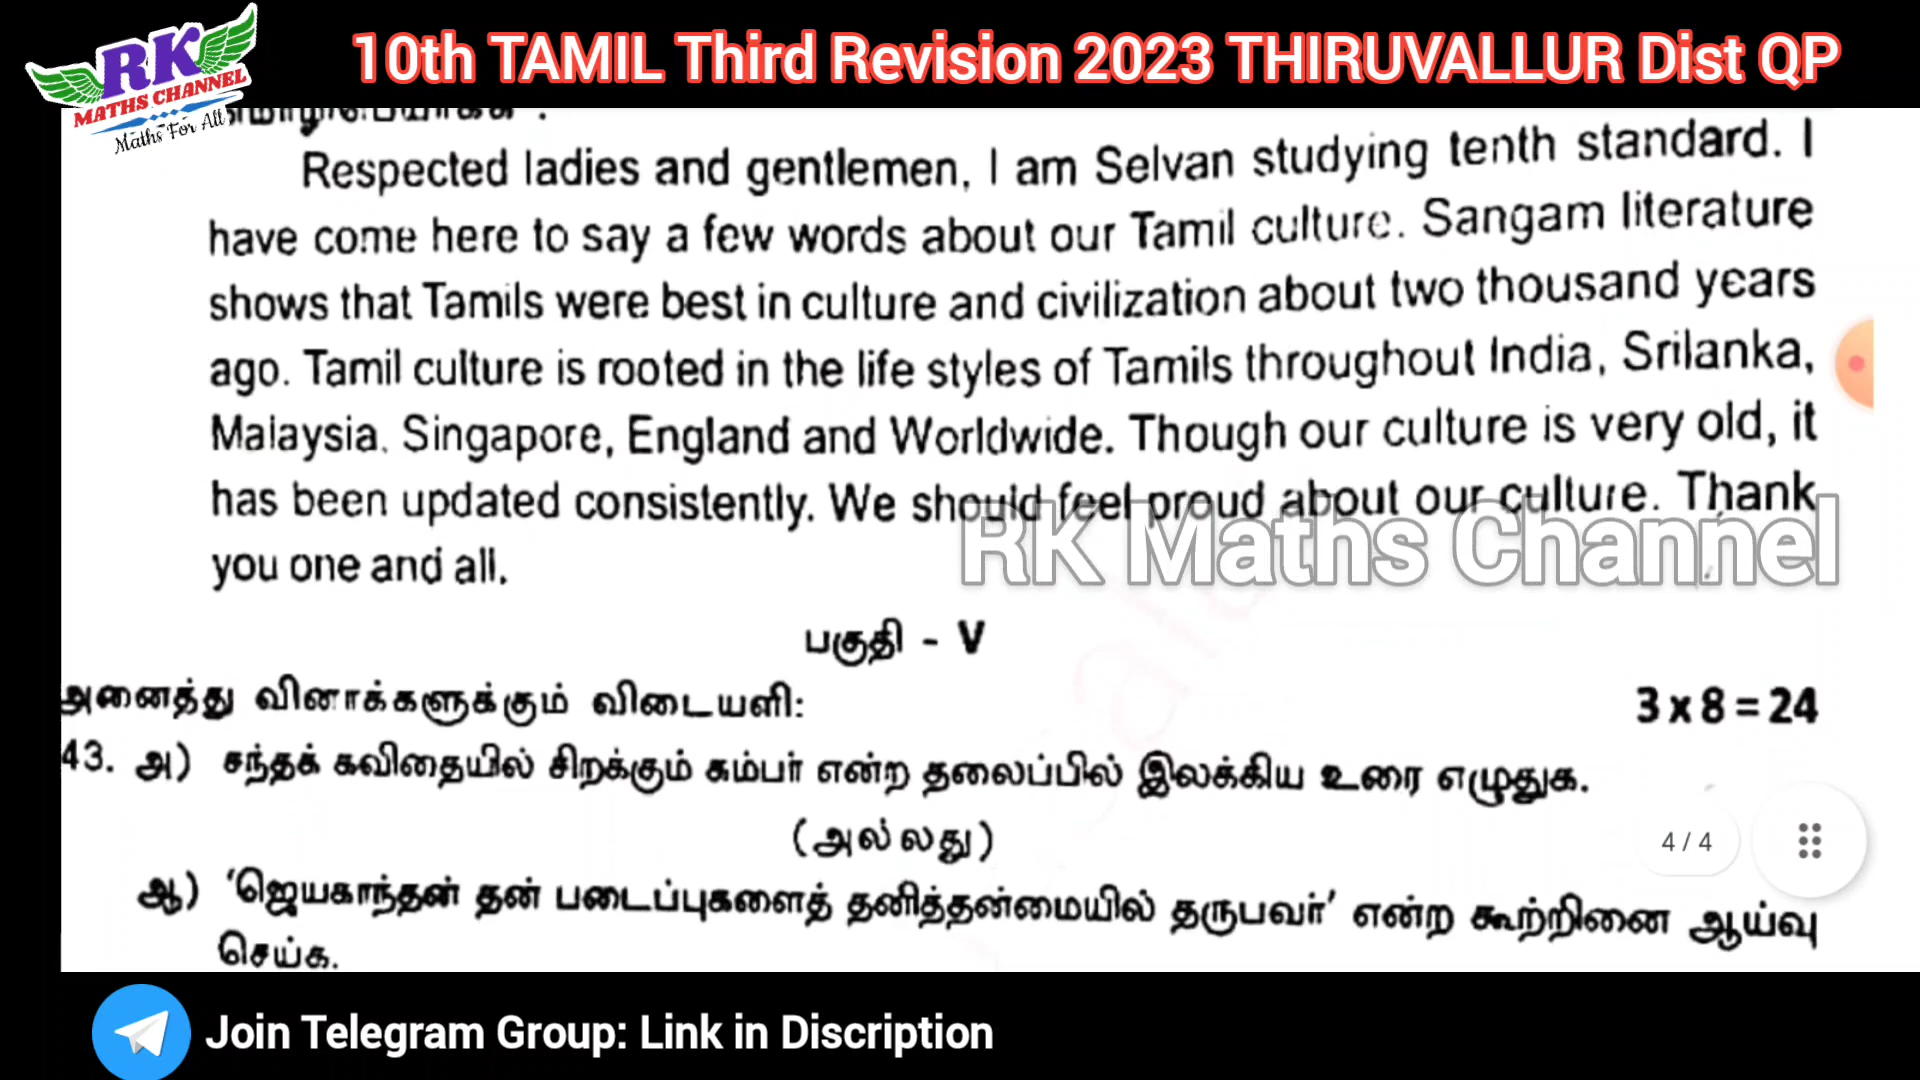 RK
MATHS CHANNEL
Maths For All
10th TAMIL Third Revision 2023 THIRUVALLUR Dist QP
Respected ladies and gentlemen, I am Selvan studying tenth standard. I
have come here to say a few words about our Tamil culture. Sangam literature
shows that Tamils were best in culture and civilization about two thousand years
ago. Tamil culture is rooted in the life styles of Tamils throughout India, Srilanka,
Malaysia. Singapore, England and Worldwide. Though our culture is very old, it
has been updated consistently. We should feel proud about our culture. Thank
you one and all.
RK Maths Channel
பகுதி - V
அனைத்து வினாக்களுக்கும் விடையளி: 3 x 8 = 24
43. அ) சந்தக் கவிதையில் சிறக்கும் கம்பர் என்ற தலைப்பில் இலக்கிய உரை எழுதுக.
(அல்லது)
4 / 4
ஆ) ‘ஜெயகாந்தன் தன் படைப்புகளைத் தனித்தன்மையில் தருபவர்’ என்ற கூற்றினை ஆய்வு
செய்க.
Join Telegram Group: Link in Discription